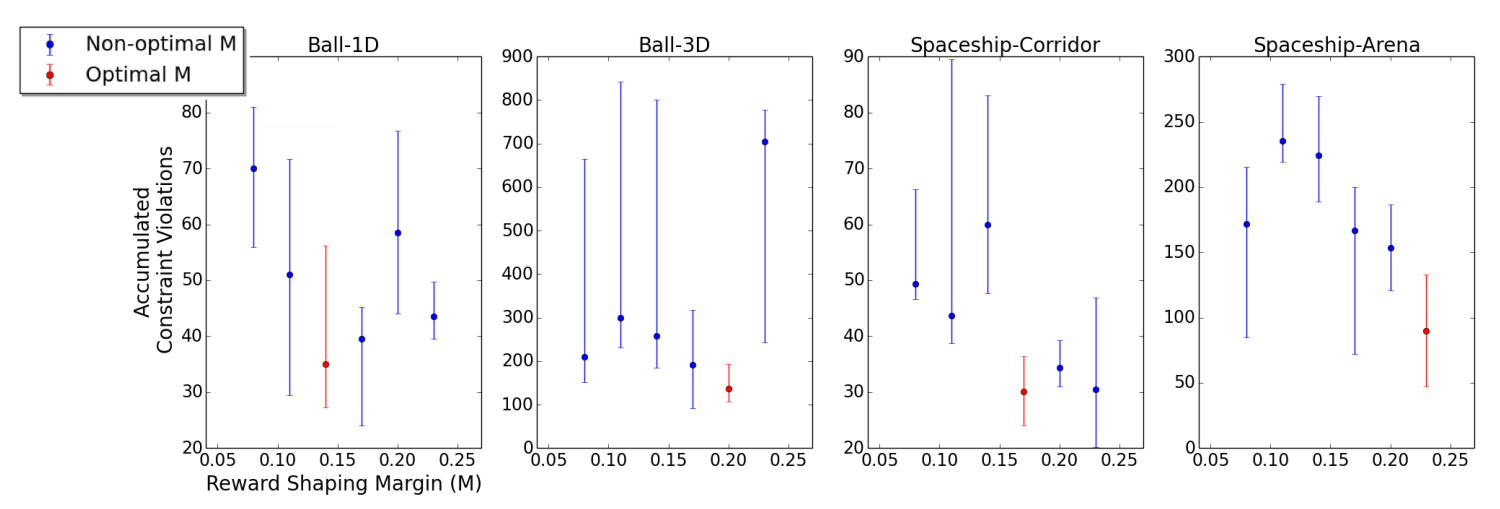 Non-optimal M
Optimal M
Ball-1D
Ball-3D
Spaceship-Corridor
Spaceship-Arena
Accumulated
Constraint Violations
80
70
60
50
40
30
20
0.05 0.10 0.15 0.20 0.25
Reward Shaping Margin (M)
900
800
700
600
500
400
300
200
100
0
0.05 0.10 0.15 0.20 0.25
90
80
70
60
50
40
30
20
0.05 0.10 0.15 0.20 0.25
300
250
200
150
100
50
0
0.05 0.10 0.15 0.20 0.25